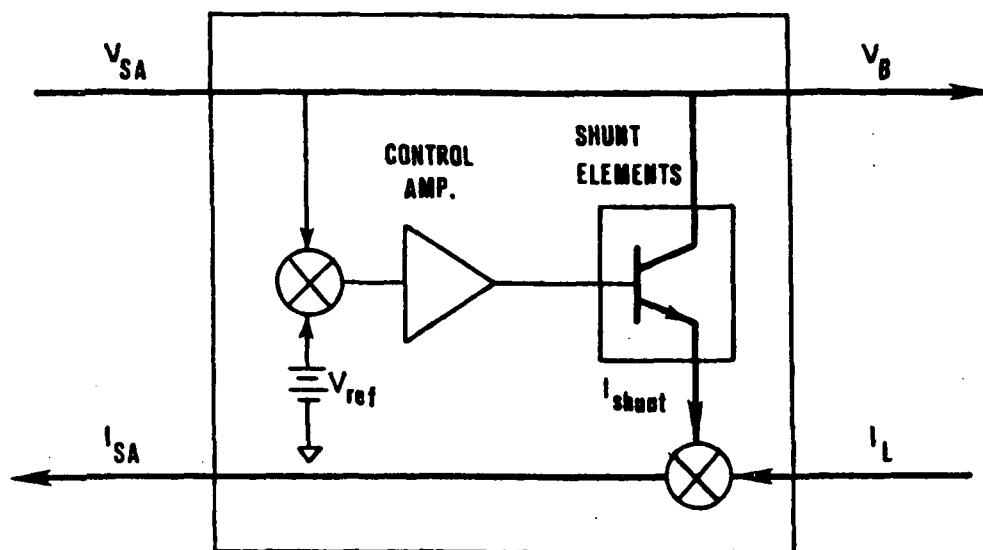 V_SA
V_B
SHUNT
ELEMENTS
CONTROL
AMP.
V_ref
I_shunt
I_SA
I_L